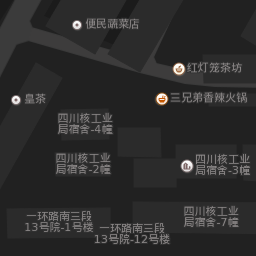 便民蔬菜店
红灯笼茶坊
皇茶
三兄弟香辣火锅
四川核工业
局宿舍-4幢
四川核工业
局宿舍-2幢
四川核工业
局宿舍-3幢
四川核工业
局宿舍-7幢
一环路南三段
13号院-1号楼
一环路南三段
13号院-12号楼